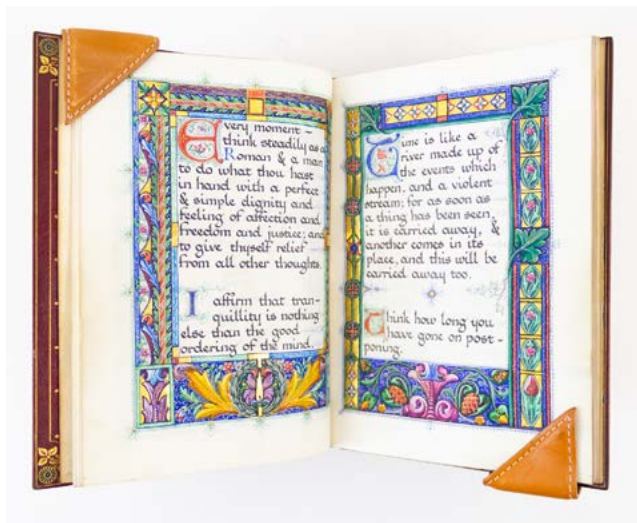 Every moment -
think steadily as a
Roman & a man
to do what thou hast
in hand with a perfect
& simple dignity and
feeling of affection and
freedom and justice; and
to give thyself relief
from all other thoughts.
I affirm that tran-
quillity is nothing
else than the good
ordering of the mind.
Time is like a
river made up of
the events which
happen, and a violent
stream; for as soon as
a thing has been seen,
it is carried away, &
another comes in its
place, and this will be
carried away too.
Think how long you
have gone on post-
poning.